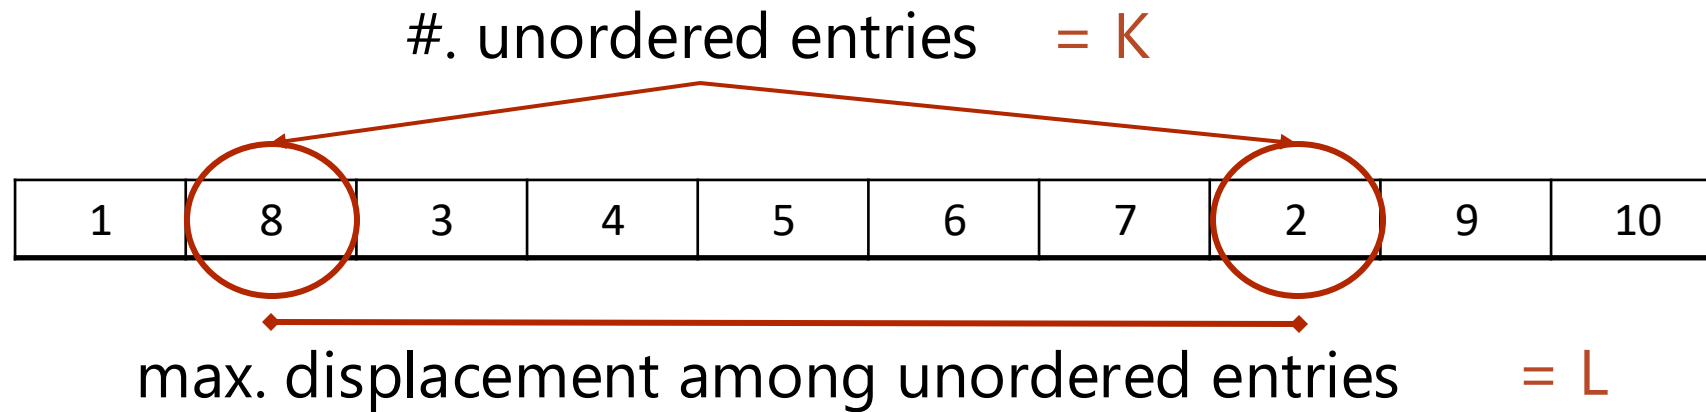 #. unordered entries = K
1 8 3 4 5 6 7 2 9 10
max. displacement among unordered entries = L